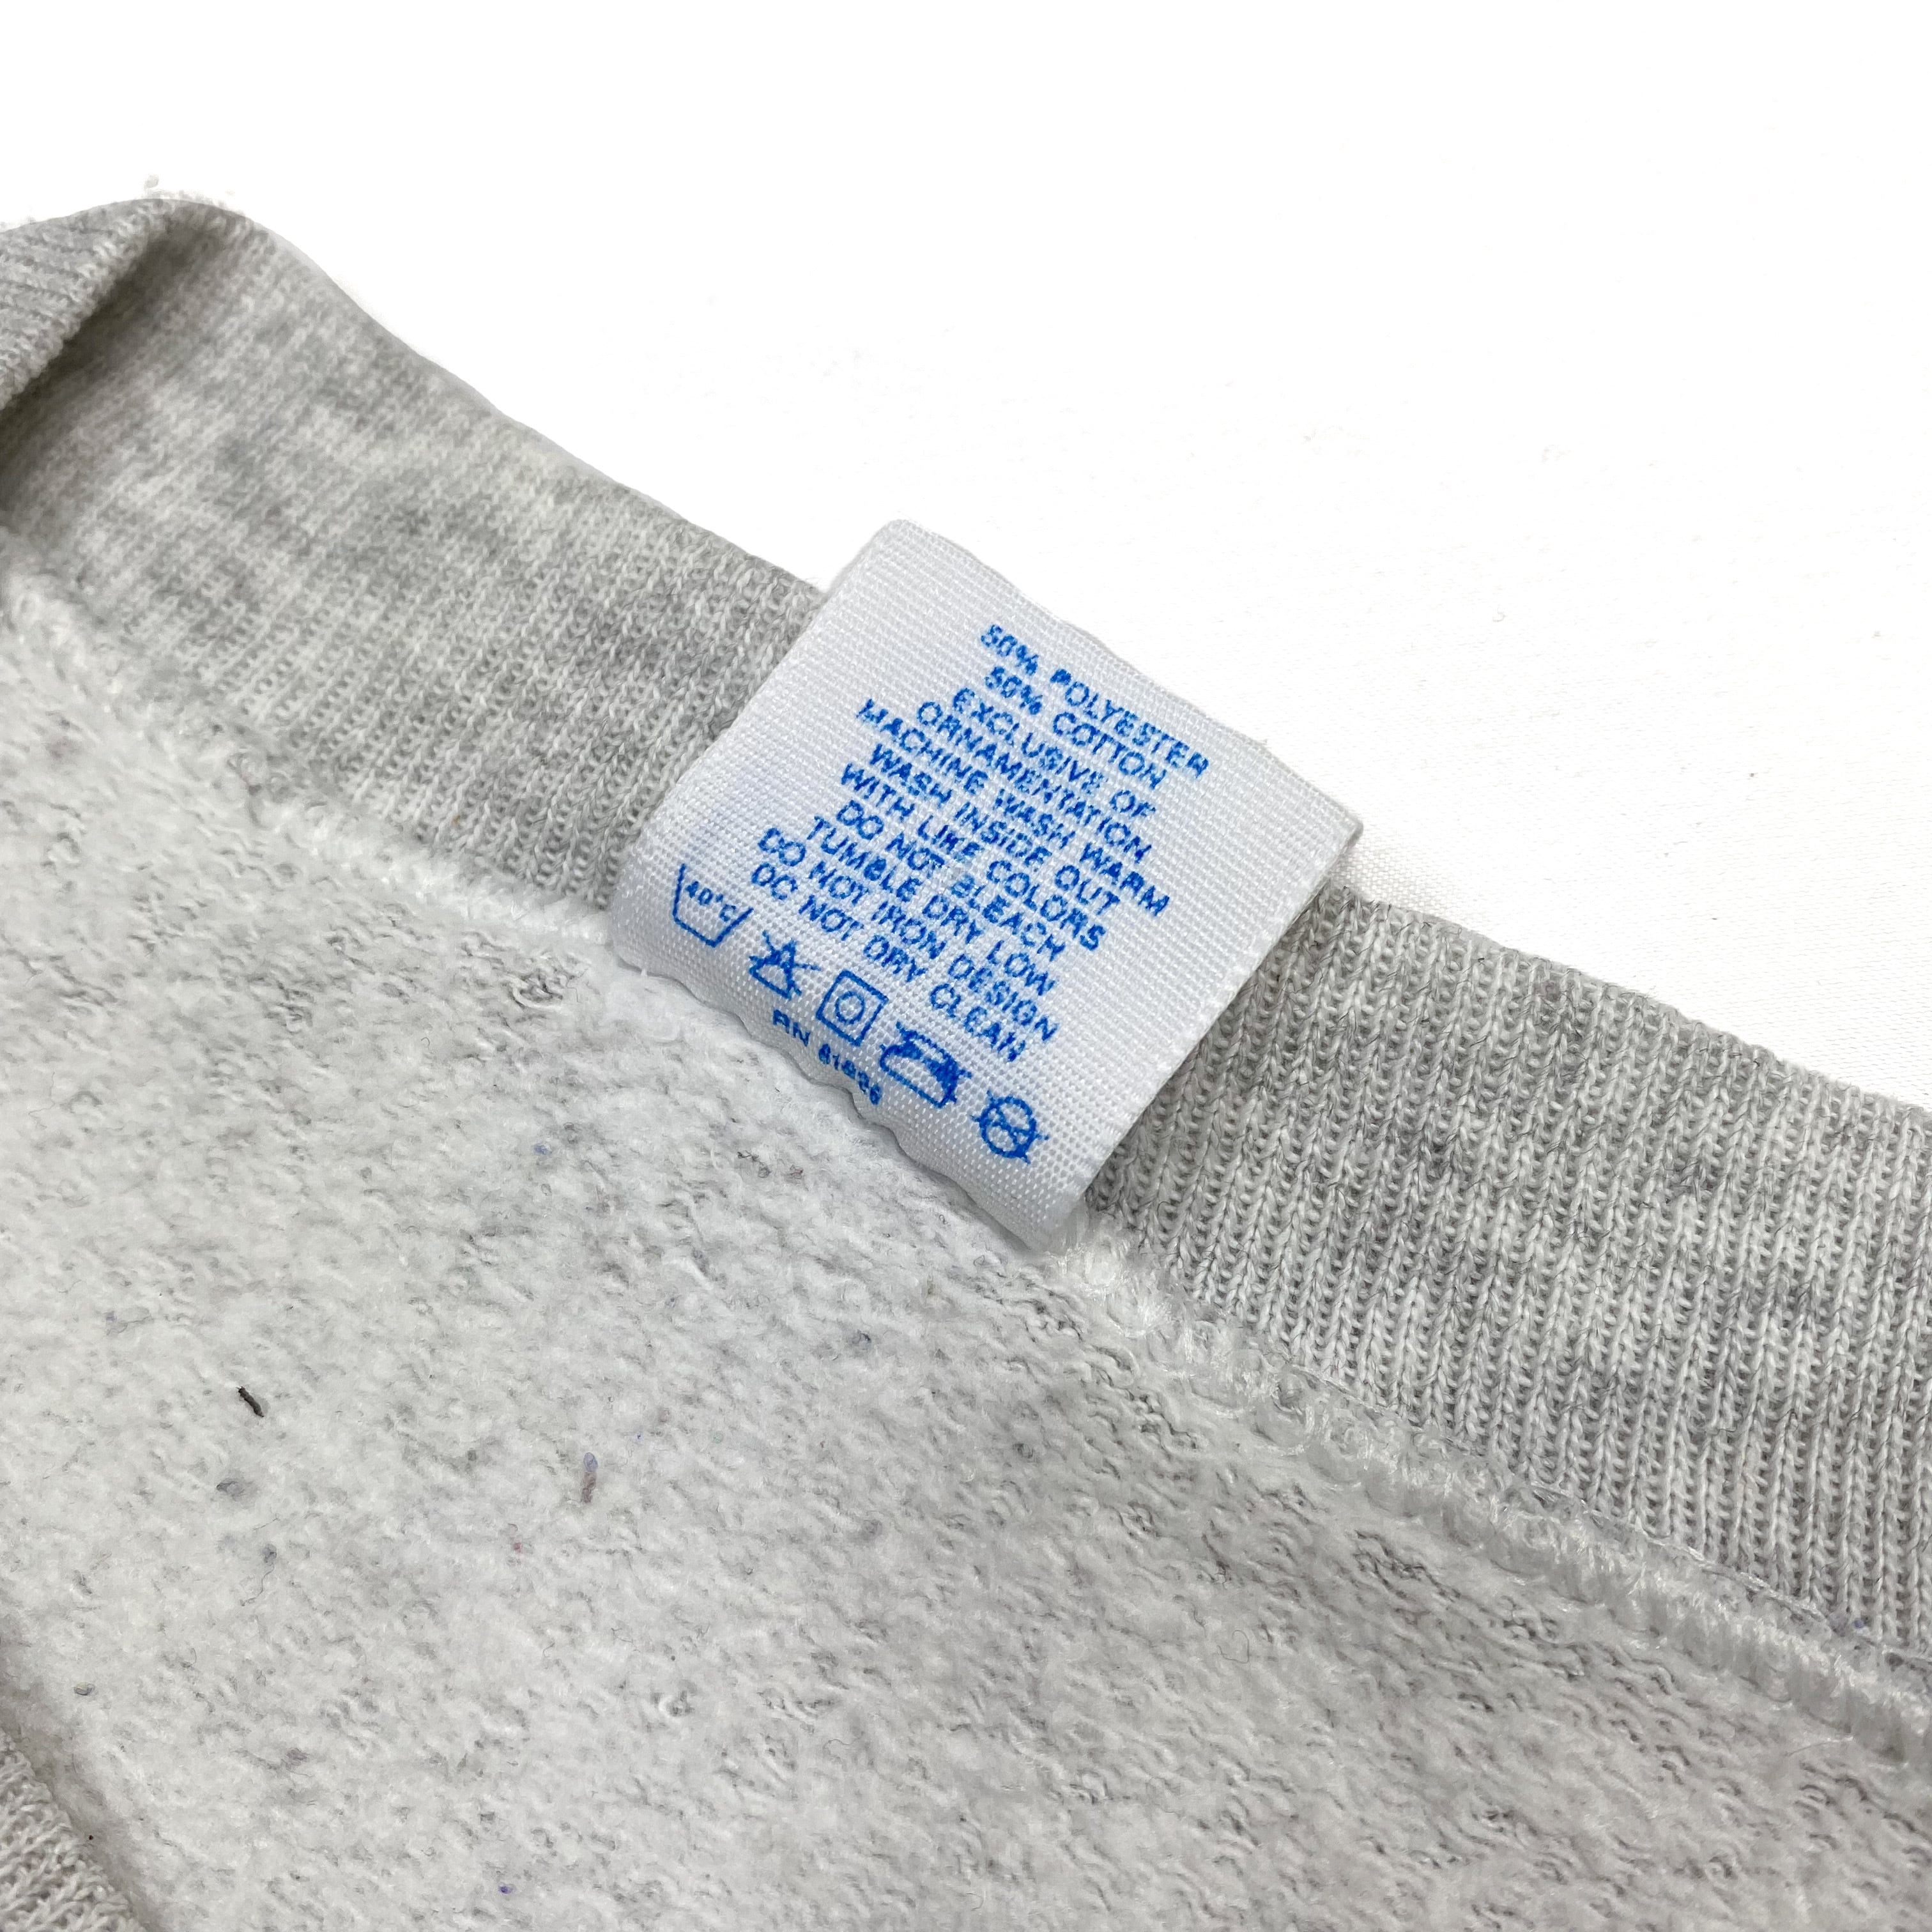 50% POLYESTER
50% COTTON
EXCLUSIVE OF
ORNAMENTATION
MACHINE WASH WARM
WASH INSIDE OUT
WITH LIKE COLORS
DO NOT BLEACH
TUMBLE DRY LOW
DO NOT IRON DESIGN
DO NOT DRY CLEAN
40°C
RN